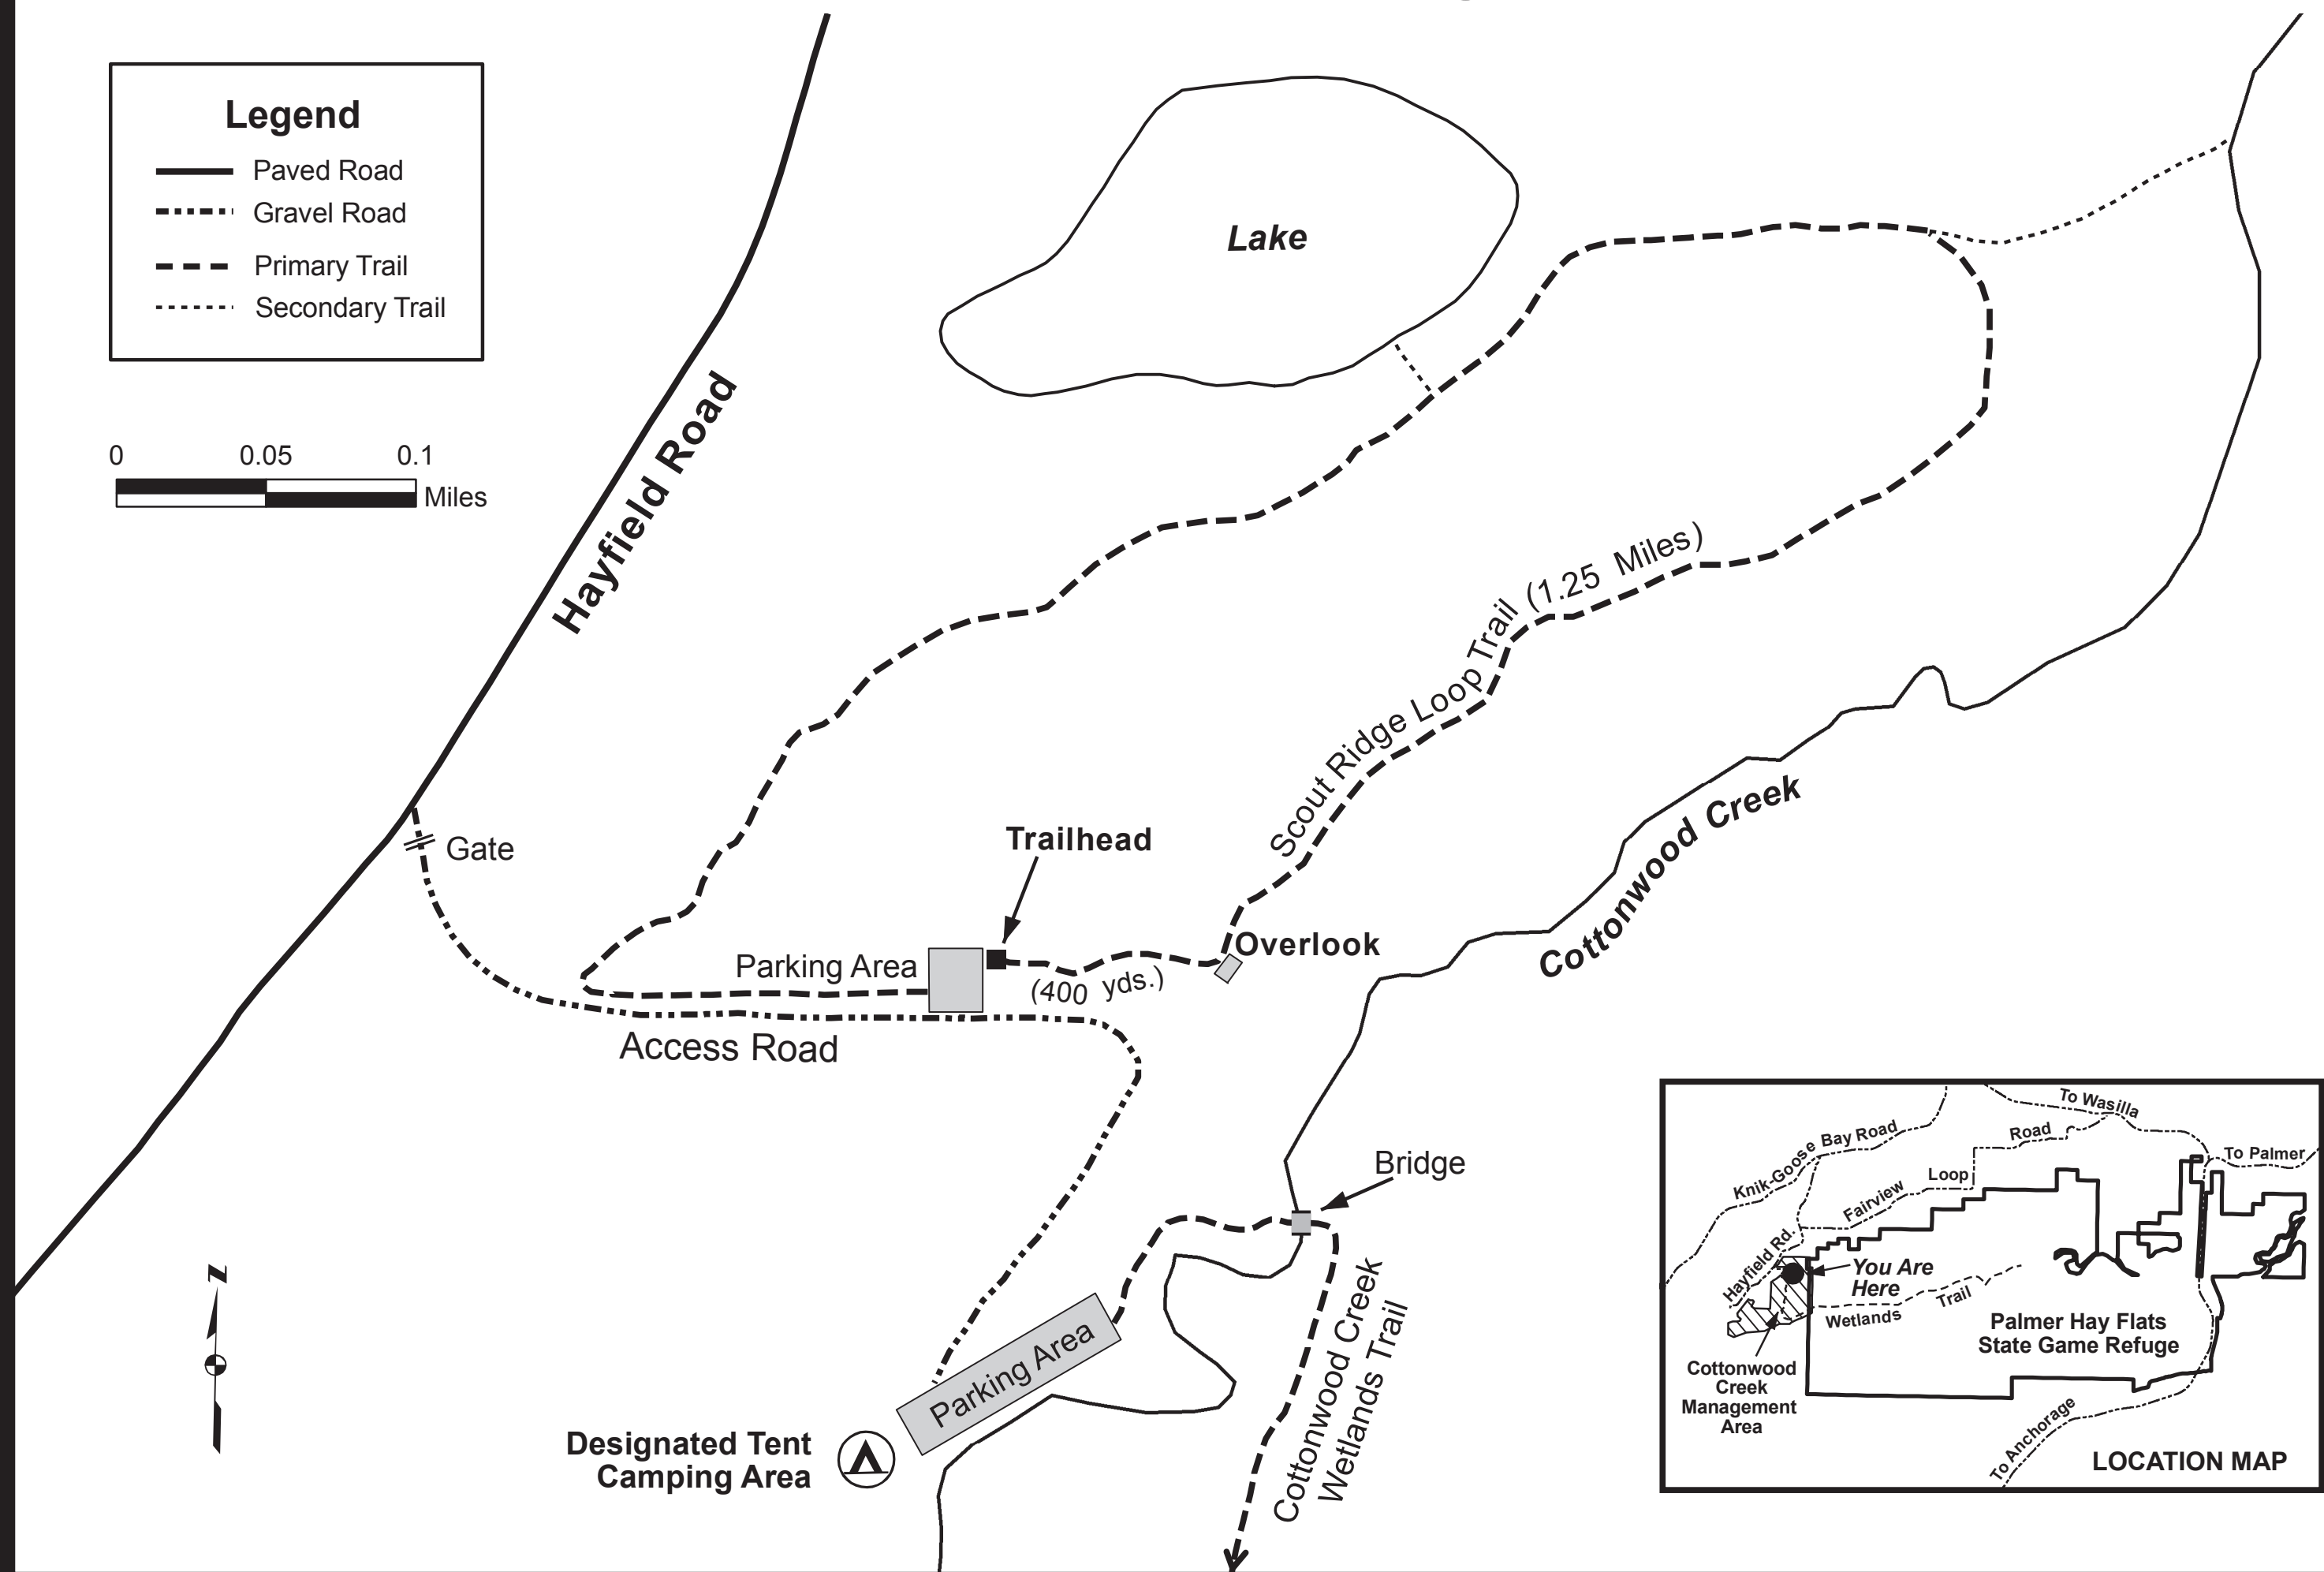 Legend
Paved Road
Gravel Road
Primary Trail
Secondary Trail
0 0.05 0.1
Miles
Hayfield Road
Lake
Scout Ridge Loop Trail (1.25 Miles)
Cottonwood Creek
Gate
Trailhead
Overlook
Parking Area
(400 yds.)
Access Road
Bridge
Parking Area
Designated Tent
Camping Area
Cottonwood Creek
Wetlands Trail
N
To Wasilla
Knik-Goose Bay Road
Fairview Loop Road
To Palmer
Hayfield Rd.
You Are
Here
Wetlands Trail
Palmer Hay Flats
State Game Refuge
Cottonwood
Creek
Management
Area
To Anchorage
LOCATION MAP